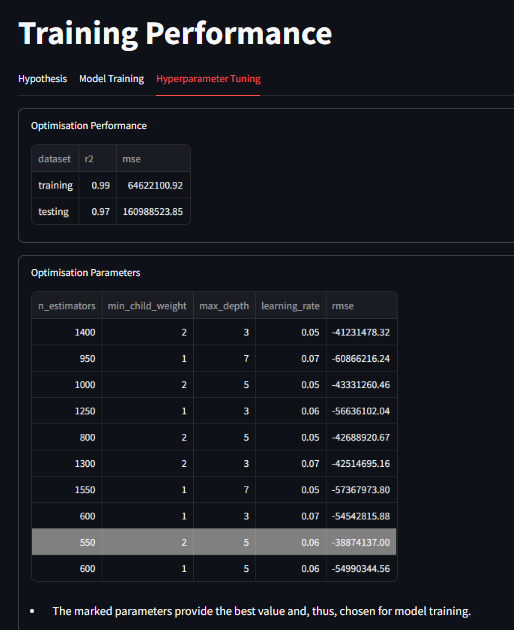 Training Performance
Hypothesis Model Training Hyperparameter Tuning
Optimisation Performance
dataset r2 mse
training 0.99 64622100.92
testing 0.97 160988523.85
Optimisation Parameters
n_estimators min_child_weight max_depth learning_rate rmse
1400 2 3 0.05 -41231478.32
950 1 7 0.07 -60866216.24
1000 2 5 0.05 -43331260.46
1250 1 3 0.06 -56636102.04
800 2 5 0.05 -42688920.67
1300 2 3 0.07 -42514695.16
1550 1 7 0.05 -57367973.80
600 1 3 0.07 -54542815.88
550 2 5 0.06 -38874137.00
600 1 5 0.06 -54990344.56
• The marked parameters provide the best value and, thus, chosen for model training.